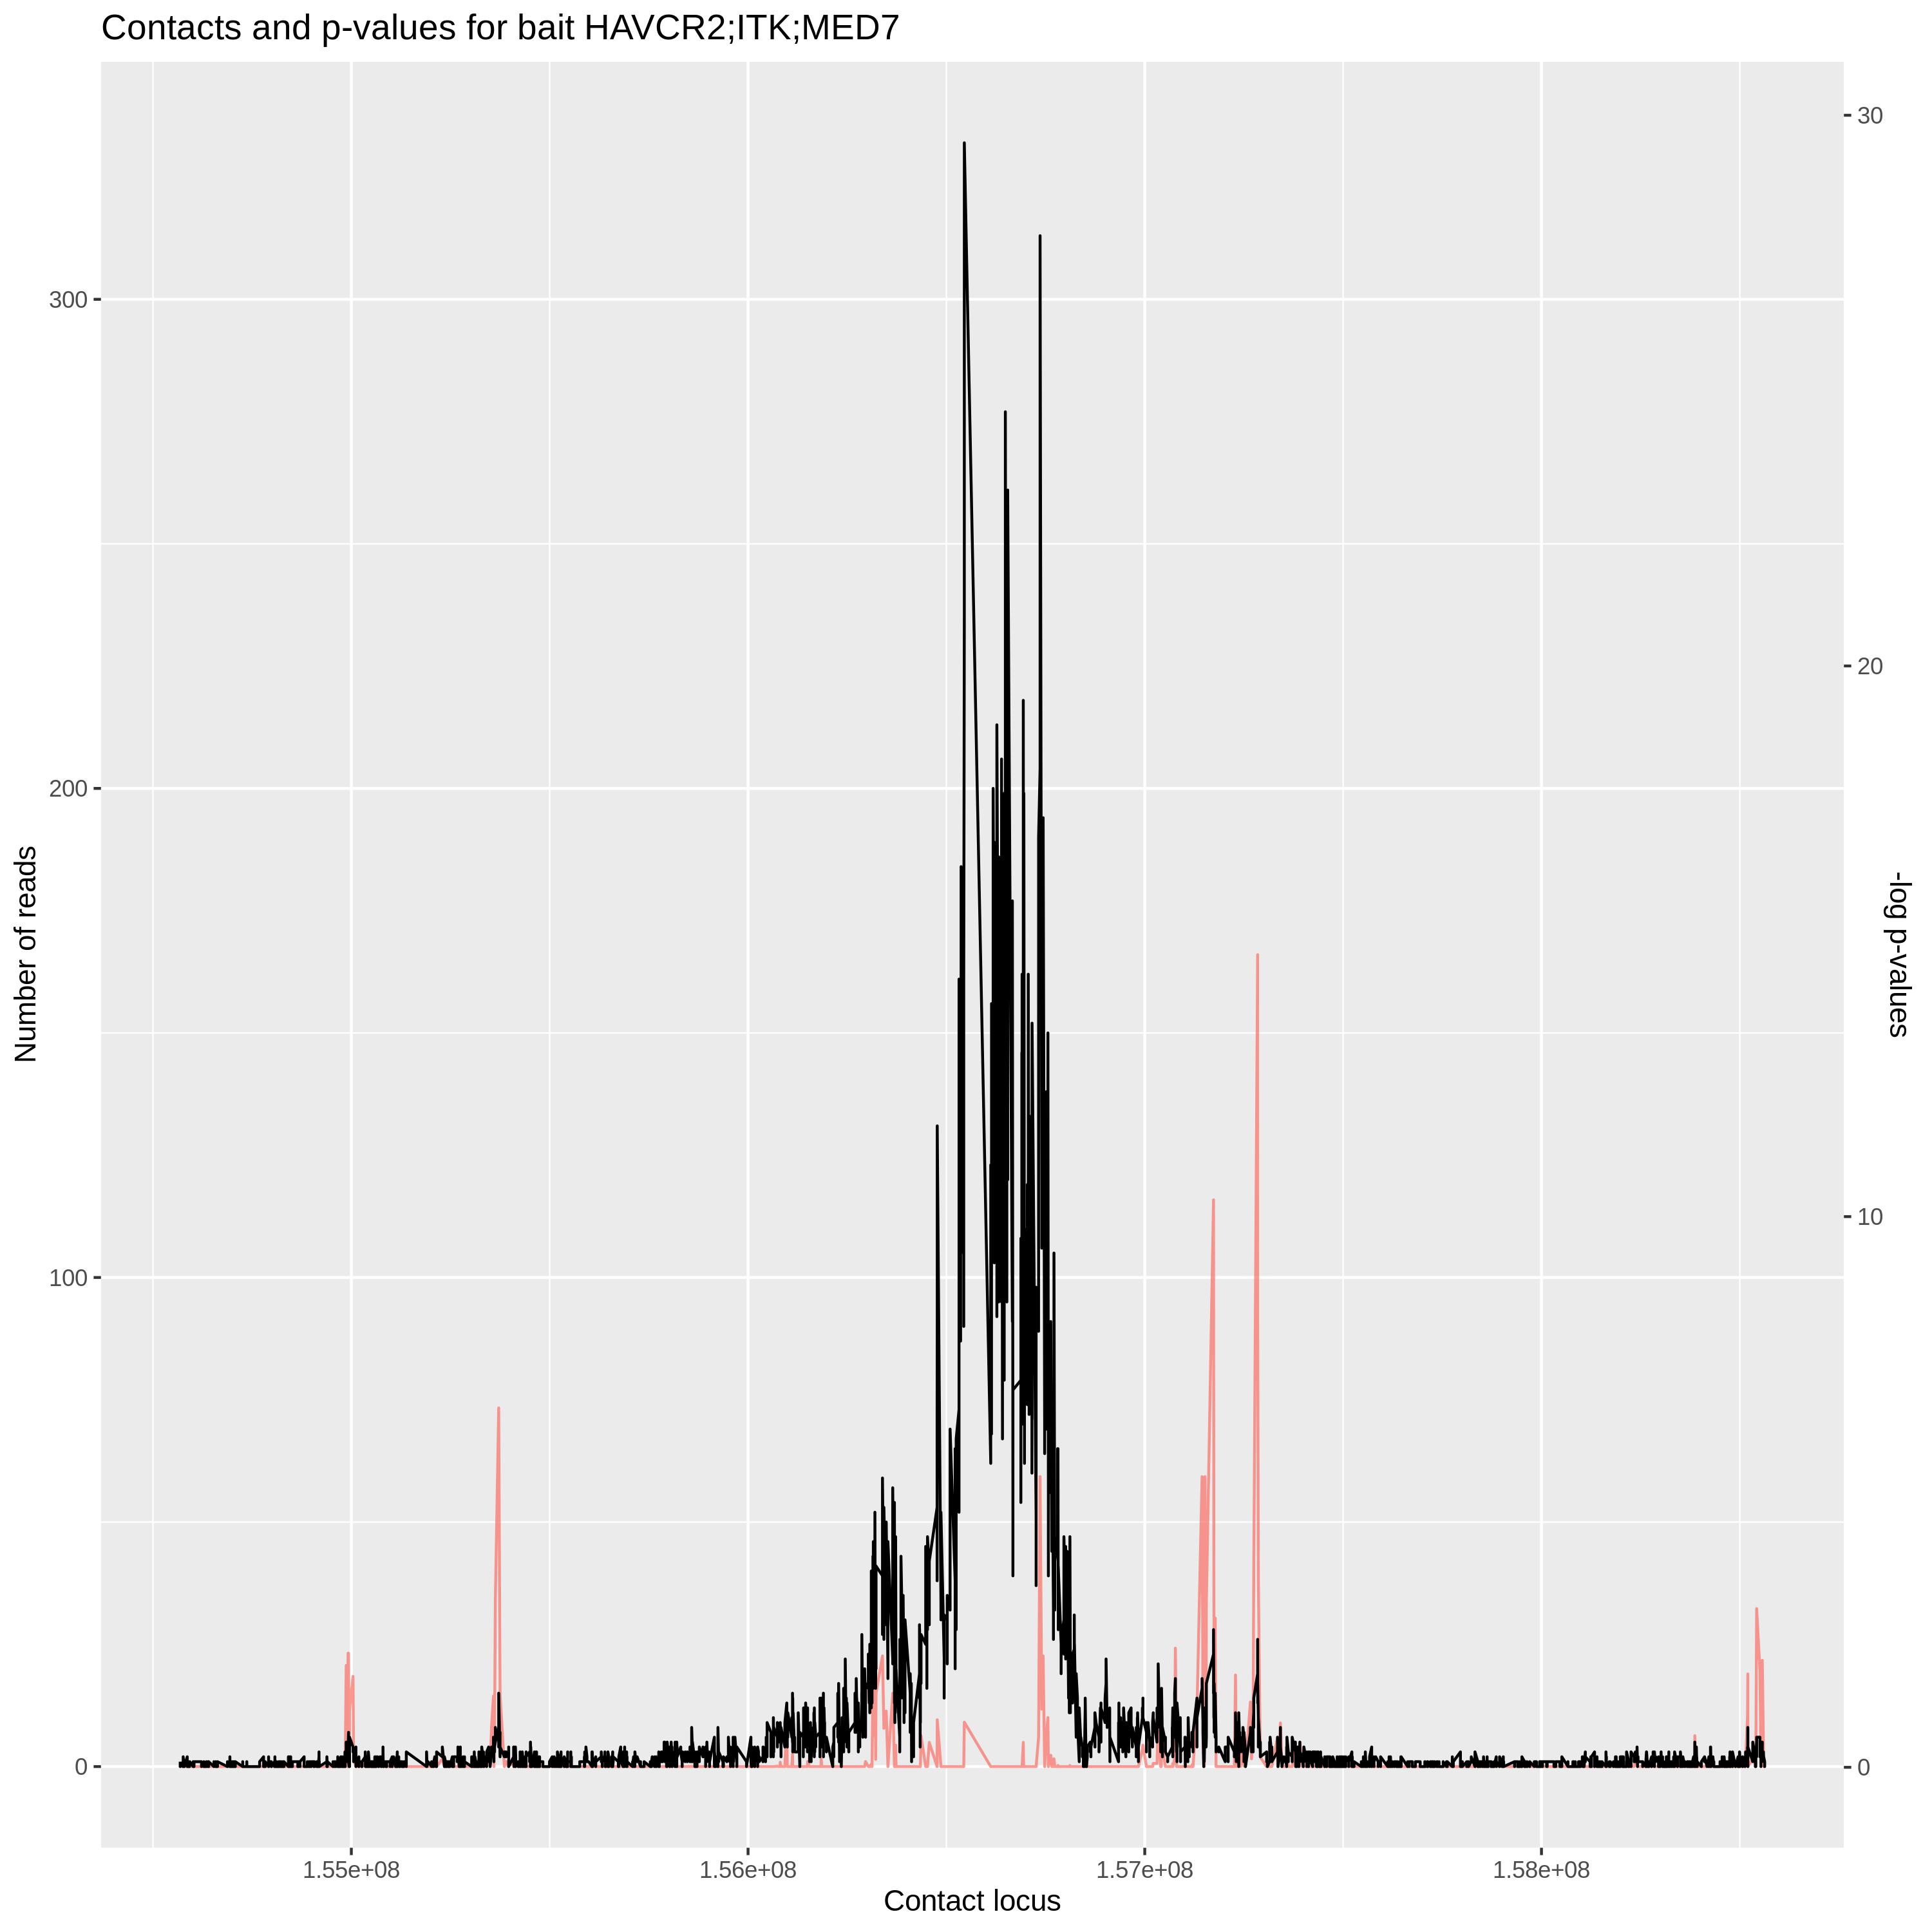 Contacts and p-values for bait HAVCR2;ITK;MED7
30
300
20
200
Number of reads
-log p-values
10
100
0
0
1.55e+08
1.56e+08
1.57e+08
1.58e+08
Contact locus